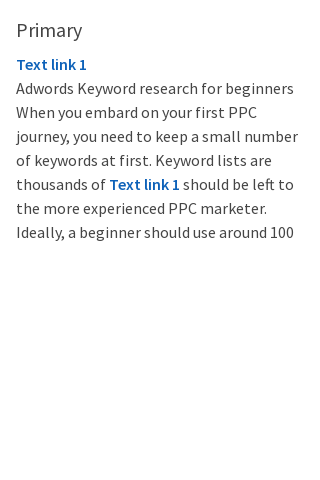 Primary
Text link 1
Adwords Keyword research for beginners
When you embard on your first PPC
journey, you need to keep a small number
of keywords at first. Keyword lists are
thousands of Text link 1 should be left to
the more experienced PPC marketer.
Ideally, a beginner should use around 100